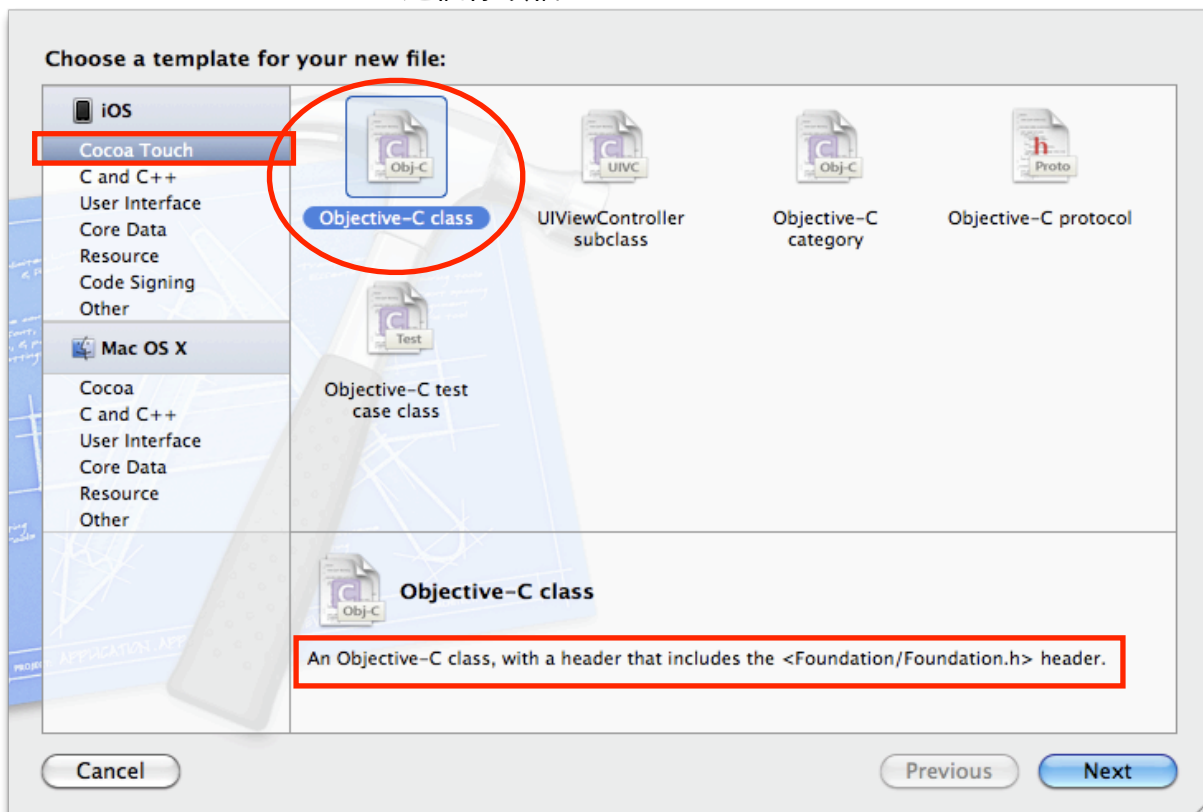 Choose a template for your new file:
iOS
Cocoa Touch
C and C++
User Interface
Core Data
Resource
Code Signing
Other
Mac OS X
Cocoa
C and C++
User Interface
Core Data
Resource
Other
Obj-C
Objective-C class
UIVC
UIViewController
subclass
Obj-C
Objective-C
category
h
Proto
Objective-C protocol
Test
Objective-C test
case class
Obj-C
Objective-C class
An Objective-C class, with a header that includes the <Foundation/Foundation.h> header.
Cancel
Previous
Next